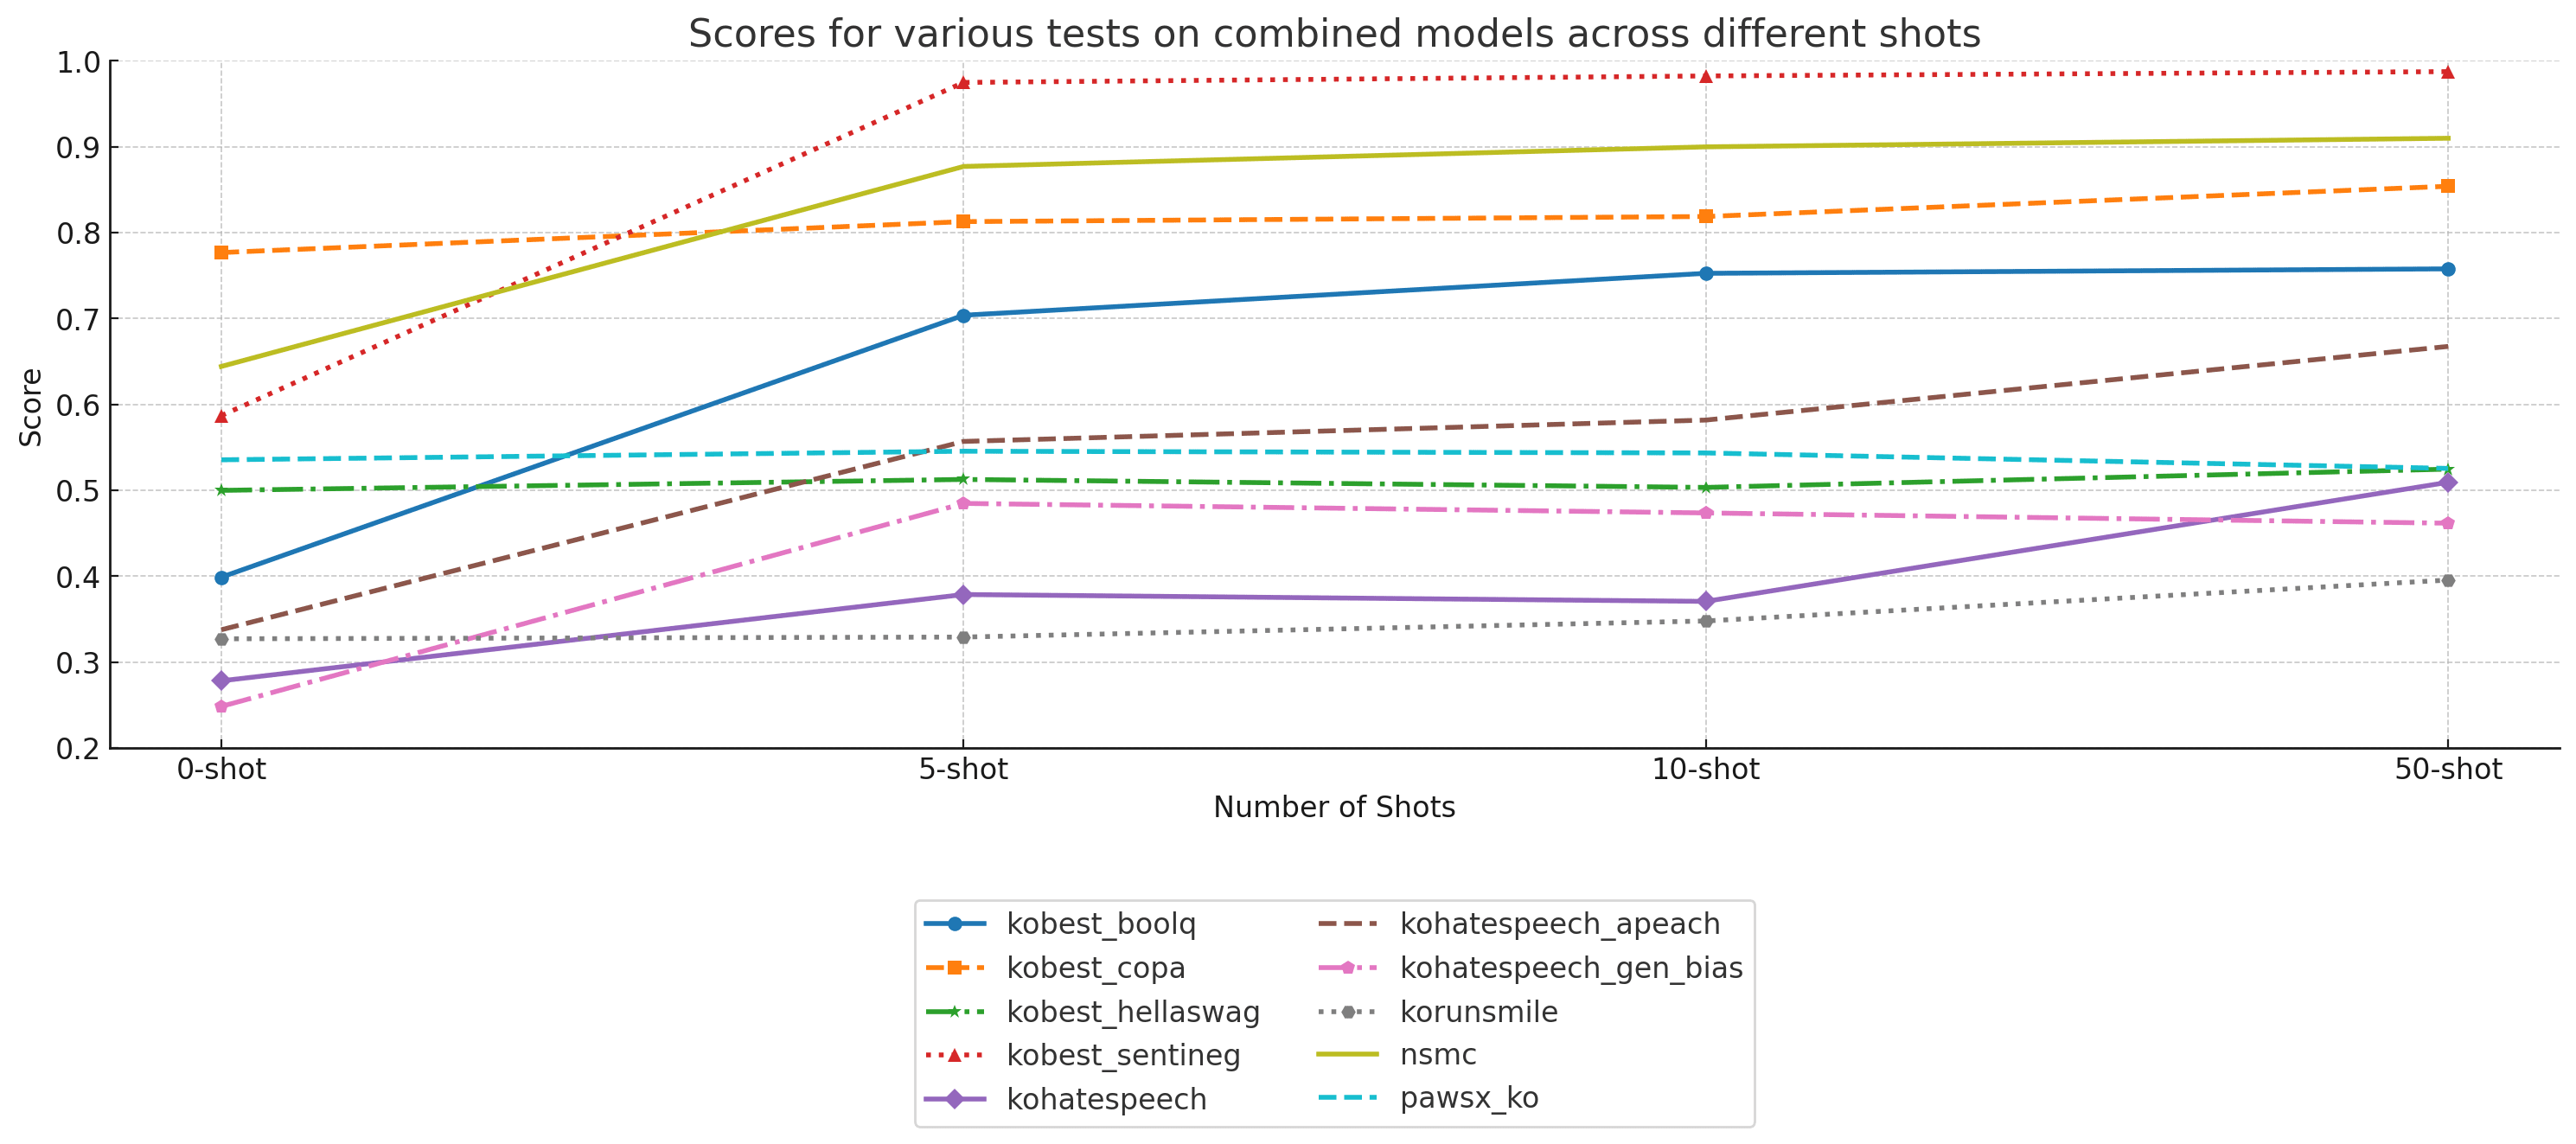 Scores for various tests on combined models across different shots
Score
1.0
0.9
0.8
0.7
0.6
0.5
0.4
0.3
0.2
0-shot
5-shot
10-shot
50-shot
Number of Shots
kobest_boolq
kobest_copa
kobest_hellaswag
kobest_sentineg
kohatespeech
kohatespeech_apeach
kohatespeech_gen_bias
korunsmile
nsmc
pawsx_ko